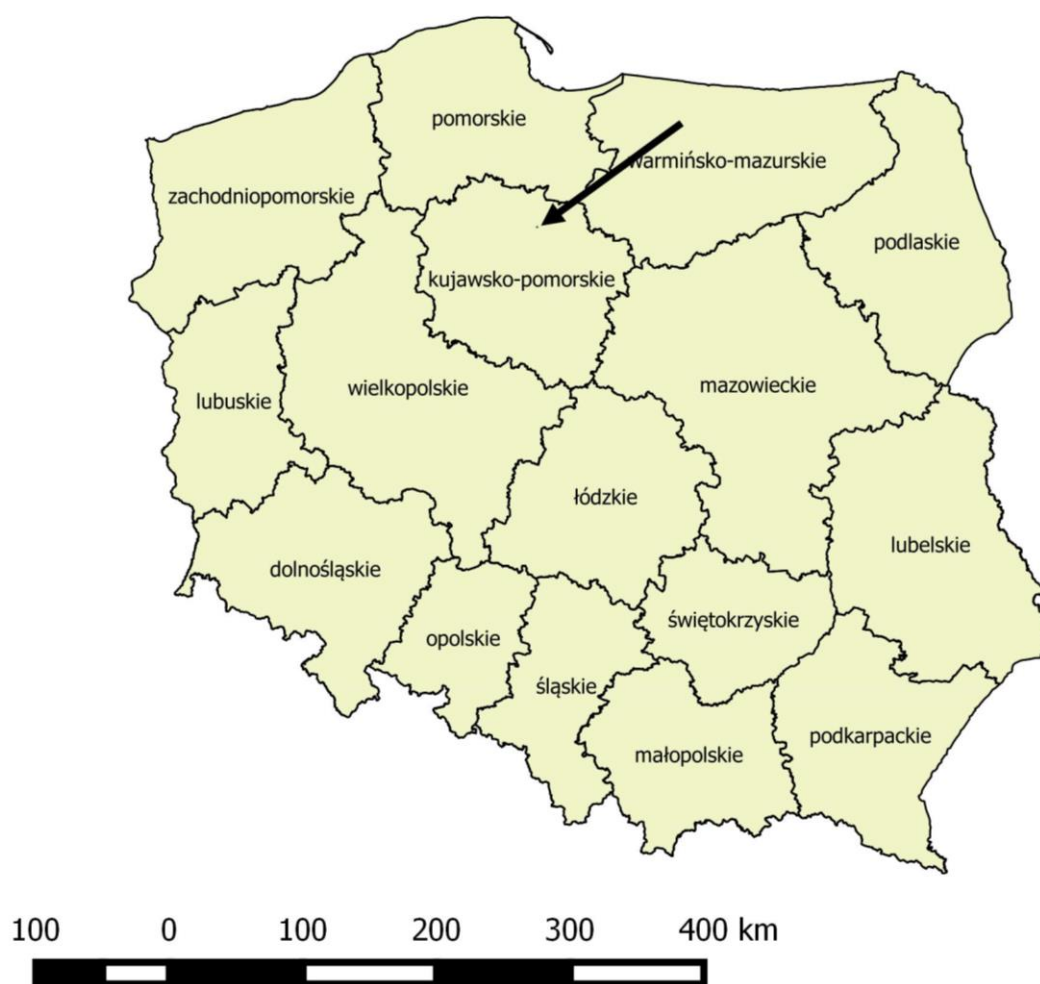 pomorskie
warmińsko-mazurskie
zachodniopomorskie
podlaskie
kujawsko-pomorskie
wielkopolskie
mazowieckie
lubuskie
łódzkie
lubelskie
dolnośląskie
świętokrzyskie
opolskie
śląskie
podkarpackie
małopolskie
100 0 100 200 300 400 km